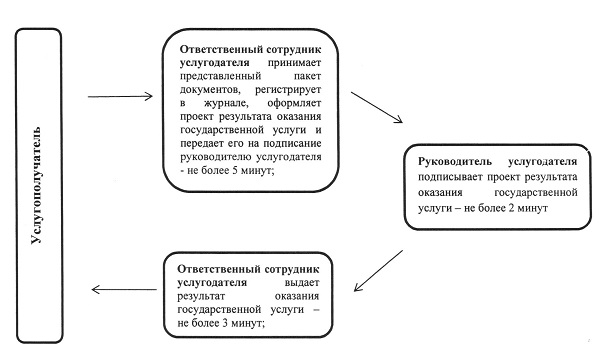 Услугополучатель
Ответственный сотрудник
услугодателя принимает
представленный пакет
документов, регистрирует
в журнале, оформляет
проект результата оказания
государственной услуги и
передает его на подписание
руководителю услугодателя
- не более 5 минут;
Руководитель услугодателя
подписывает проект результата
оказания государственной
услуги – не более 2 минут
Ответственный сотрудник
услугодателя выдает
результат оказания
государственной услуги –
не более 3 минут;